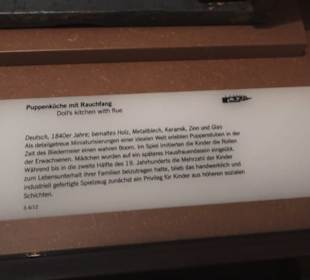 Puppenküche mit Rauchfang
Doll's kitchen with flue
Deutsch, 1840er Jahre; bemaltes Holz, Metallblech, Keramik, Zinn und Glas
Als detailgetreue Miniaturisierungen einer idealen Welt erlebten Puppenstuben in der
Zeit des Biedermeier einen wahren Boom. Im Spiel imitierten die Kinder die Rollen
der Erwachsenen. Mädchen wurden auf ein späteres Hausfrauendasein eingeübt.
Während bis in die zweite Hälfte des 19. Jahrhunderts die Mehrzahl der Kinder
zum Lebensunterhalt ihrer Familien beizutragen hatte, blieb das handwerklich und
industriell gefertigte Spielzeug zunächst ein Privileg für Kinder aus höheren sozialen
Schichten.